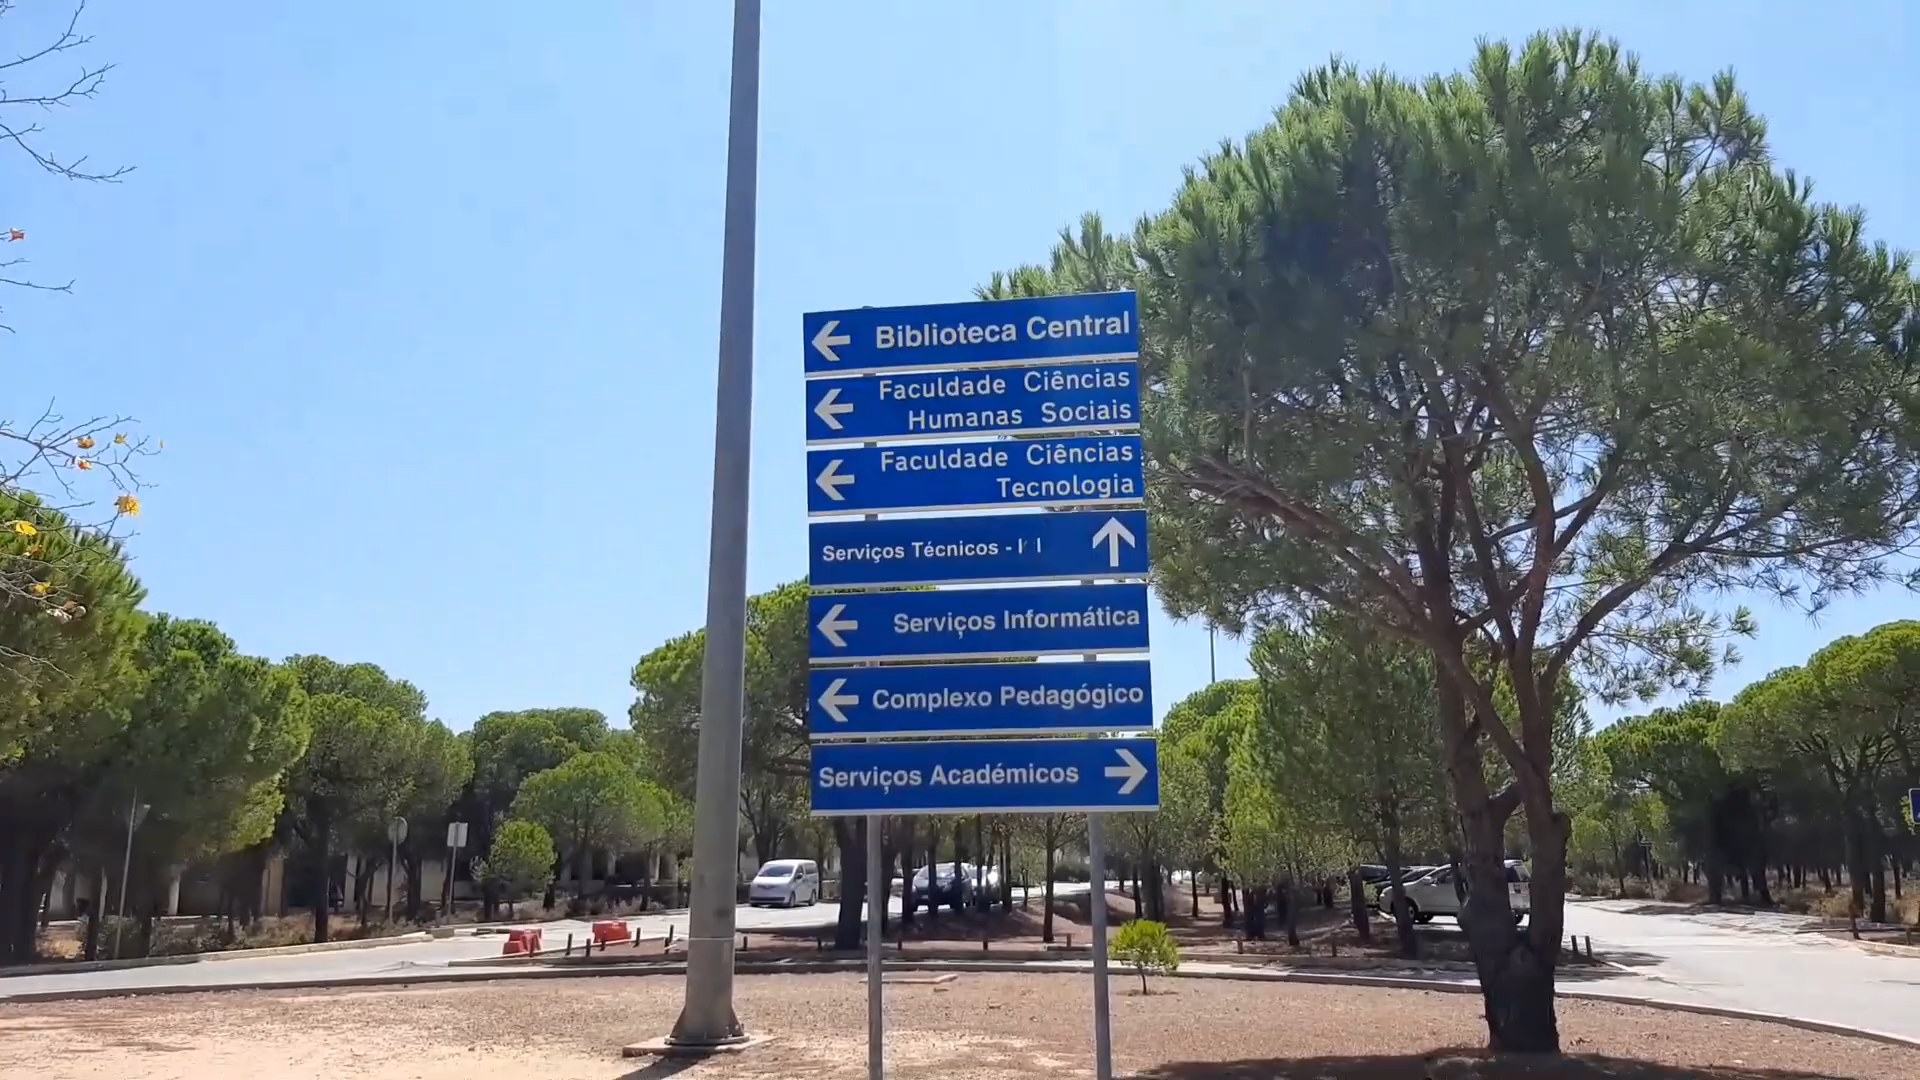 Biblioteca Central
Faculdade Ciências
Humanas Sociais
Faculdade Ciências
Tecnologia
Serviços Técnicos -
Serviços Informática
Complexo Pedagógico
Serviços Académicos